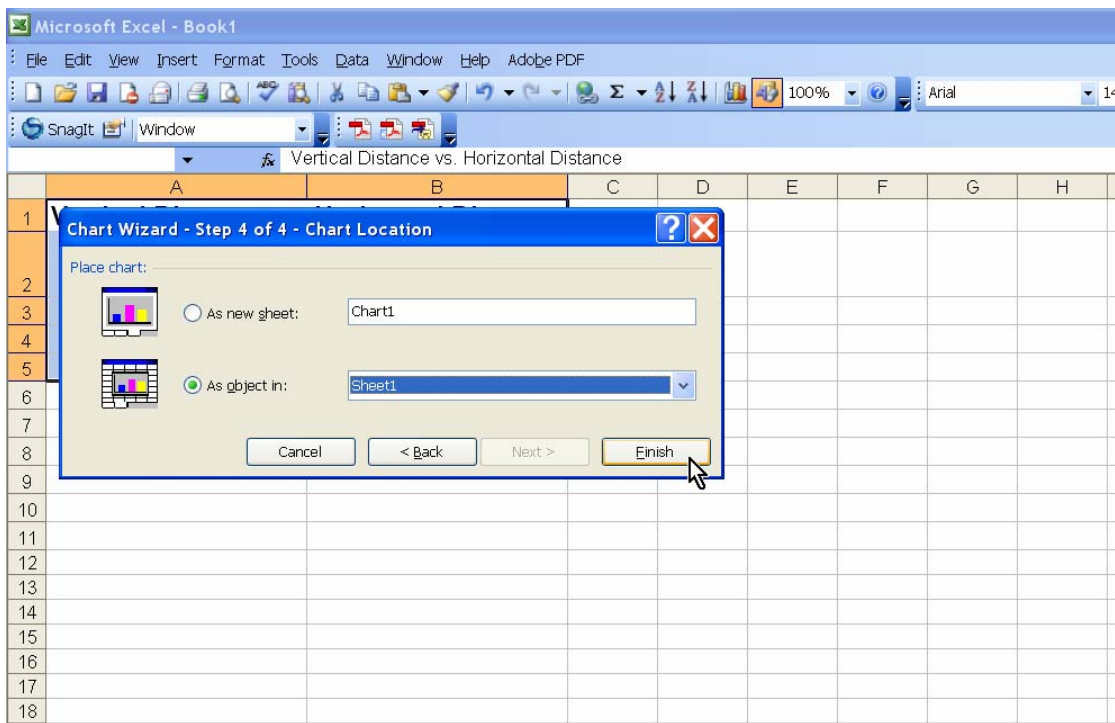 Microsoft Excel - Book1
File Edit View Insert Format Tools Data Window Help Adobe PDF
100% Arial 14
SnagIt Window
fx Vertical Distance vs. Horizontal Distance
A B C D E F G H
1
Chart Wizard - Step 4 of 4 - Chart Location
Place chart:
2
3 As new sheet: Chart1
4
5 As object in: Sheet1
6
7
8 Cancel < Back Next > Finish
9
10
11
12
13
14
15
16
17
18